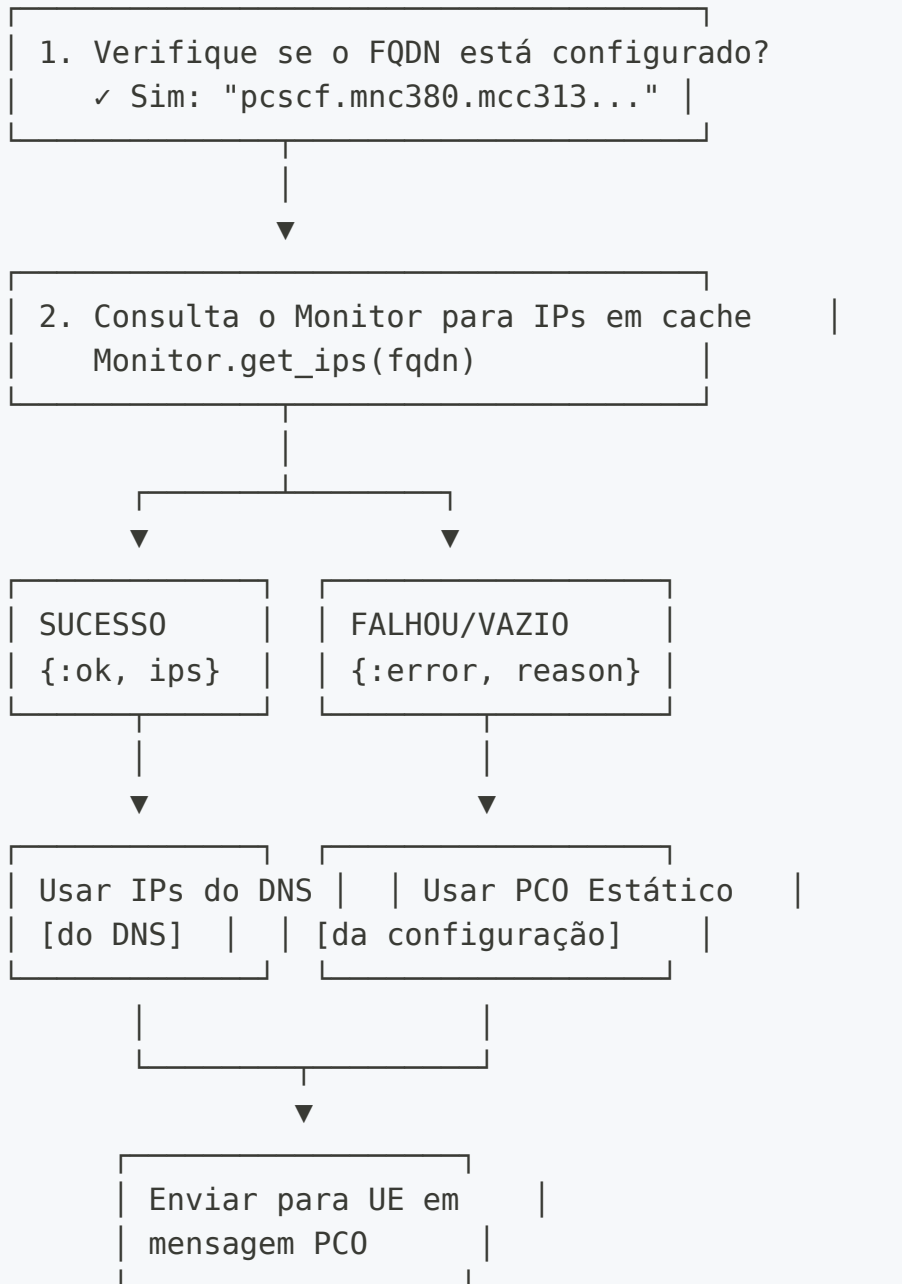 1. Verifique se o FQDN está configurado?
✓ Sim: "pcscf.mnc380.mcc313..."
2. Consulta o Monitor para IPs em cache
Monitor.get_ips(fqdn)
SUCESSO
{:ok, ips}
FALHOU/VAZIO
{:error, reason}
Usar IPs do DNS
[do DNS]
Usar PCO Estático
[da configuração]
Enviar para UE em
mensagem PCO